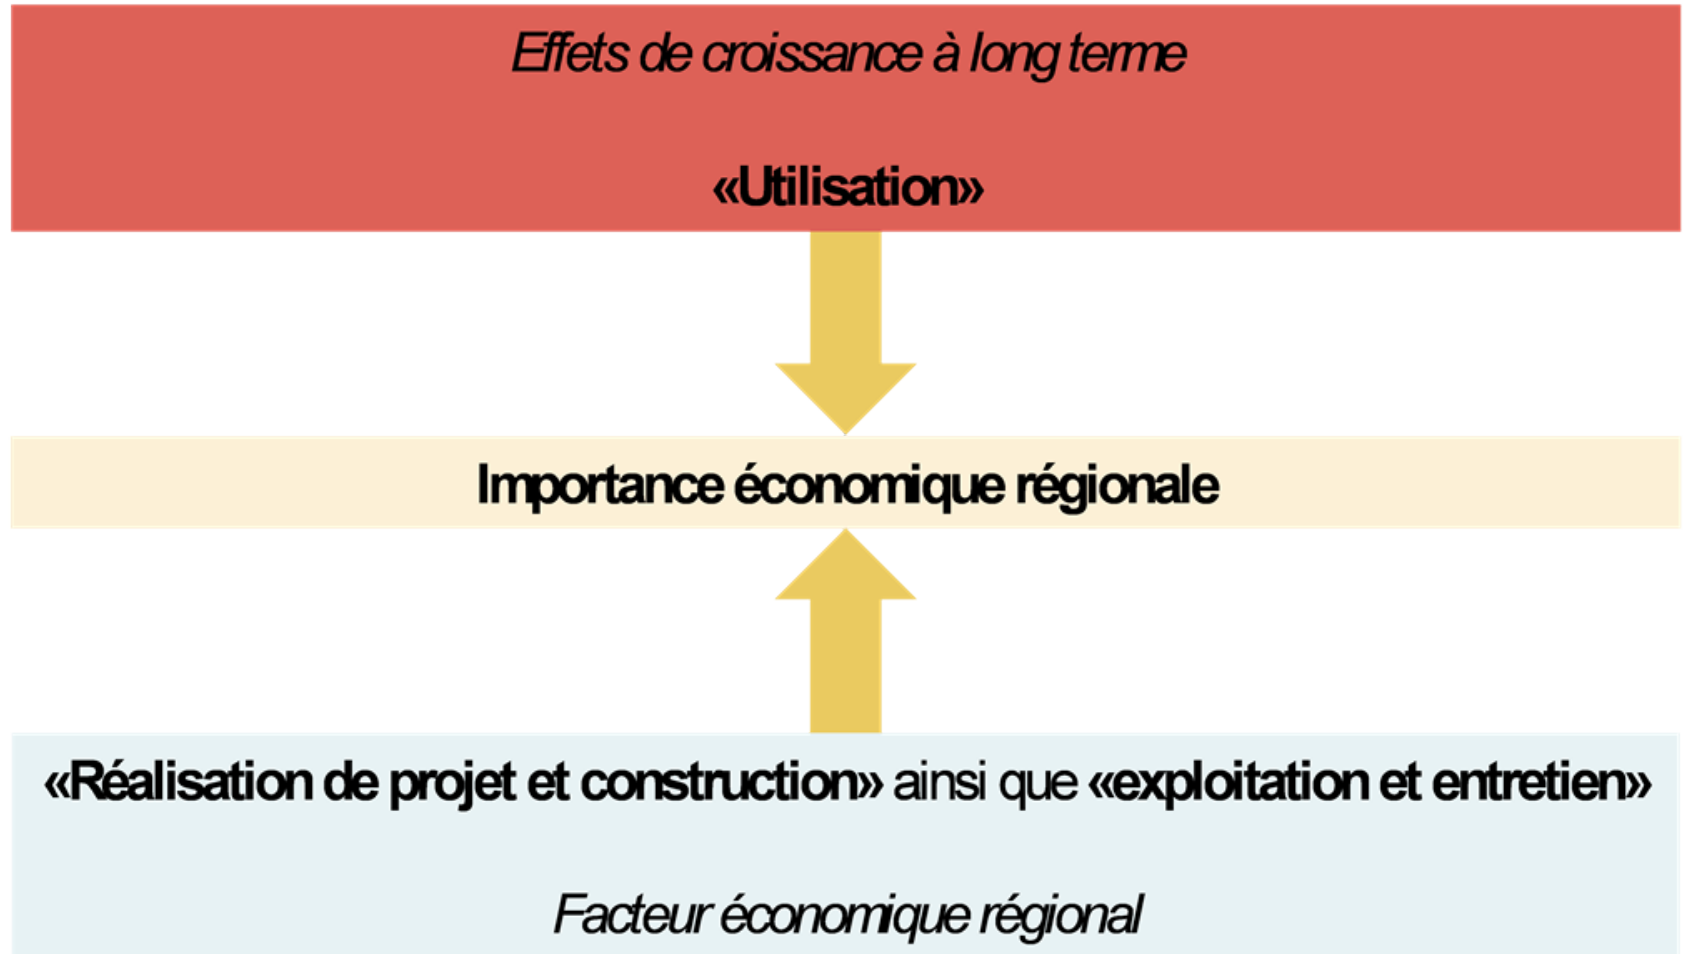 Effets de croissance à long terme
«Utilisation»
Importance économique régionale
«Réalisation de projet et construction» ainsi que «exploitation et entretien»
Facteur économique régional